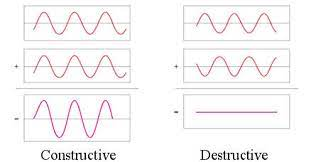 + +
= =
Constructive Destructive